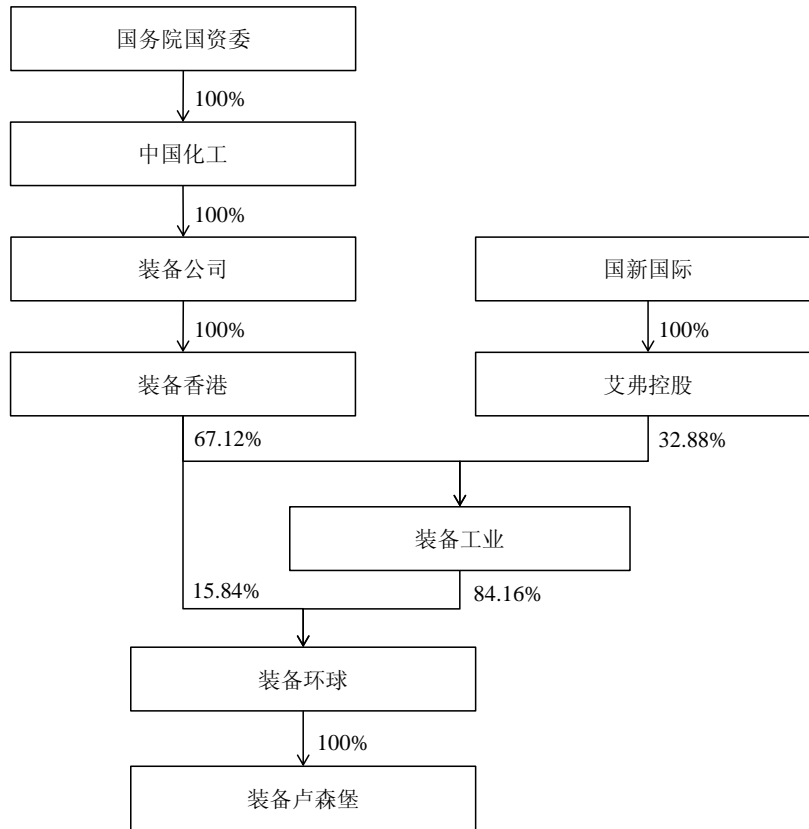 国务院国资委
100%
中国化工
100%
装备公司
国新国际
100%
100%
装备香港
艾弗控股
67.12%
32.88%
装备工业
15.84%
84.16%
装备环球
100%
装备卢森堡